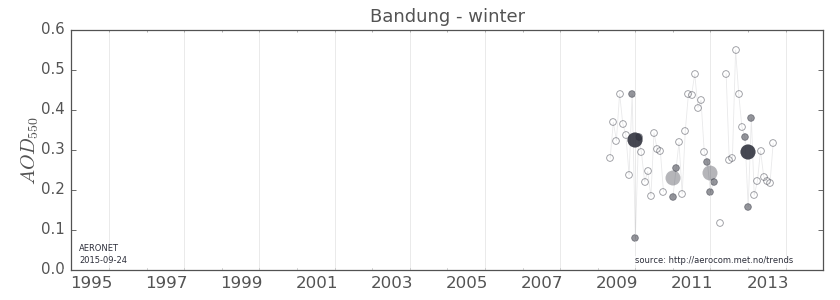 Bandung - winter
0.6
0.5
0.4
0.3
0.2
0.1
0.0
AOD550
AERONET
2015-09-24
source: http://aerocom.met.no/trends
1995 1997 1999 2001 2003 2005 2007 2009 2011 2013